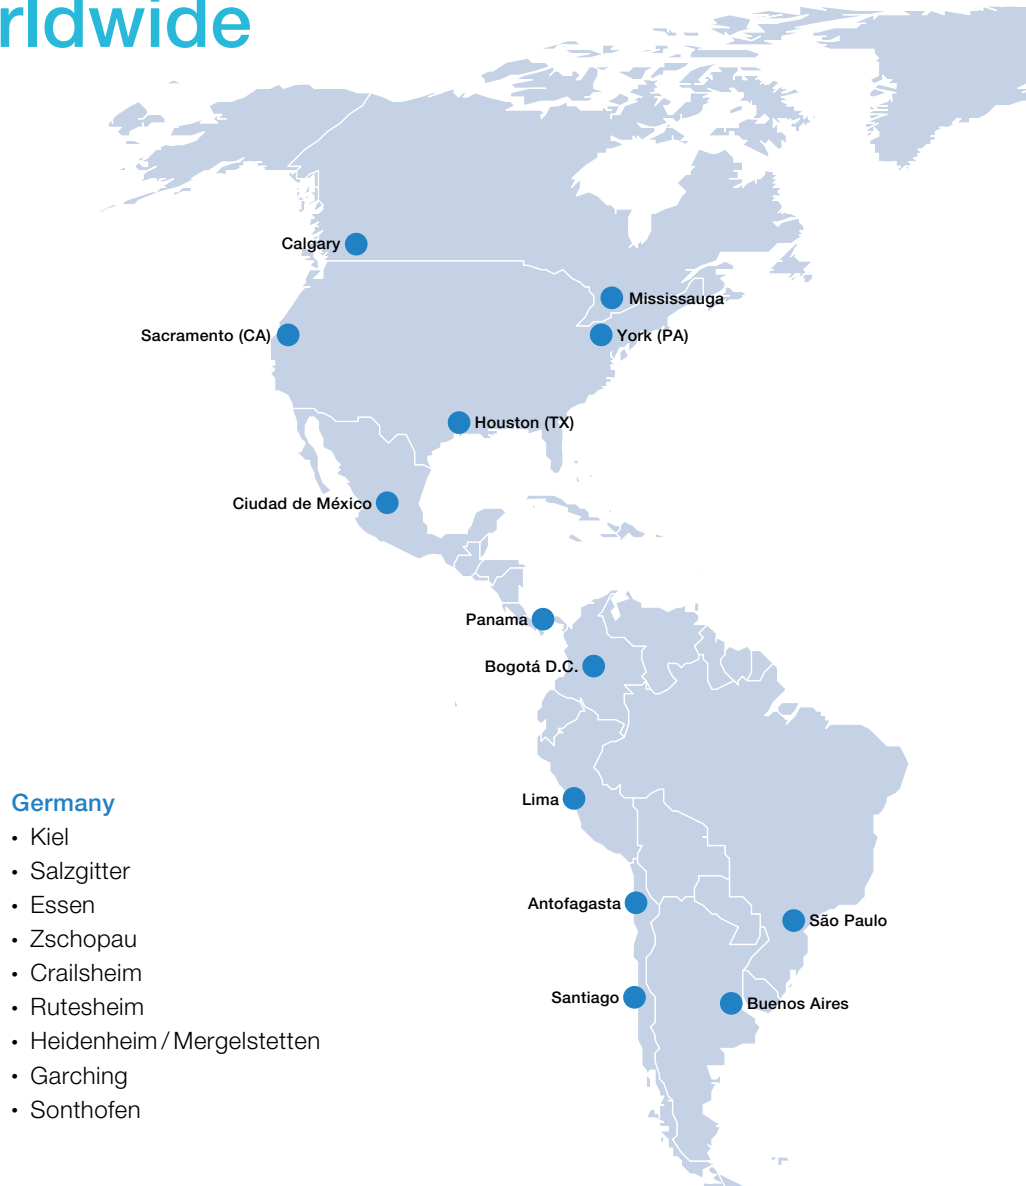 rldwide
Calgary
Mississauga
Sacramento (CA)
York (PA)
Houston (TX)
Ciudad de México
Panama
Bogotá D.C.
Lima
Antofagasta
São Paulo
Santiago
Buenos Aires
Germany
• Kiel
• Salzgitter
• Essen
• Zschopau
• Crailsheim
• Rutesheim
• Heidenheim / Mergelstetten
• Garching
• Sonthofen